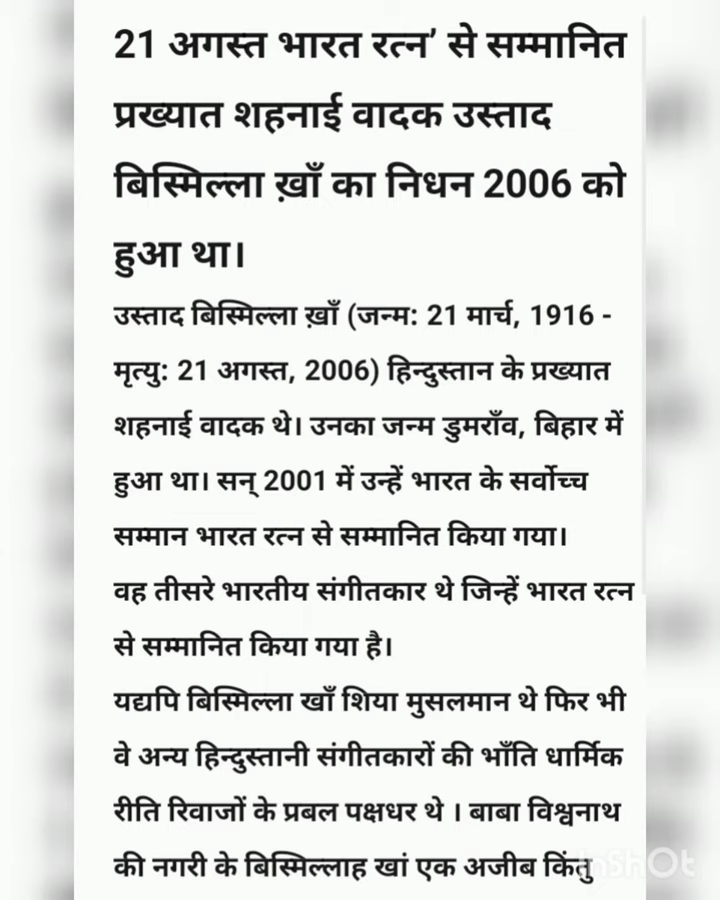 21 अगस्त भारत रत्न' से सम्मानित
प्रख्यात शहनाई वादक उस्ताद
बिस्मिल्ला ख़ाँ का निधन 2006 को
हुआ था।
उस्ताद बिस्मिल्ला ख़ाँ (जन्म: 21 मार्च, 1916 -
मृत्यु: 21 अगस्त, 2006) हिन्दुस्तान के प्रख्यात
शहनाई वादक थे। उनका जन्म डुमराँव, बिहार में
हुआ था। सन् 2001 में उन्हें भारत के सर्वोच्च
सम्मान भारत रत्न से सम्मानित किया गया।
वह तीसरे भारतीय संगीतकार थे जिन्हें भारत रत्न
से सम्मानित किया गया है।
यद्यपि बिस्मिल्ला खाँ शिया मुसलमान थे फिर भी
वे अन्य हिन्दुस्तानी संगीतकारों की भाँति धार्मिक
रीति रिवाजों के प्रबल पक्षधर थे । बाबा विश्वनाथ
की नगरी के बिस्मिल्लाह खां एक अजीब किंतु
InShOt